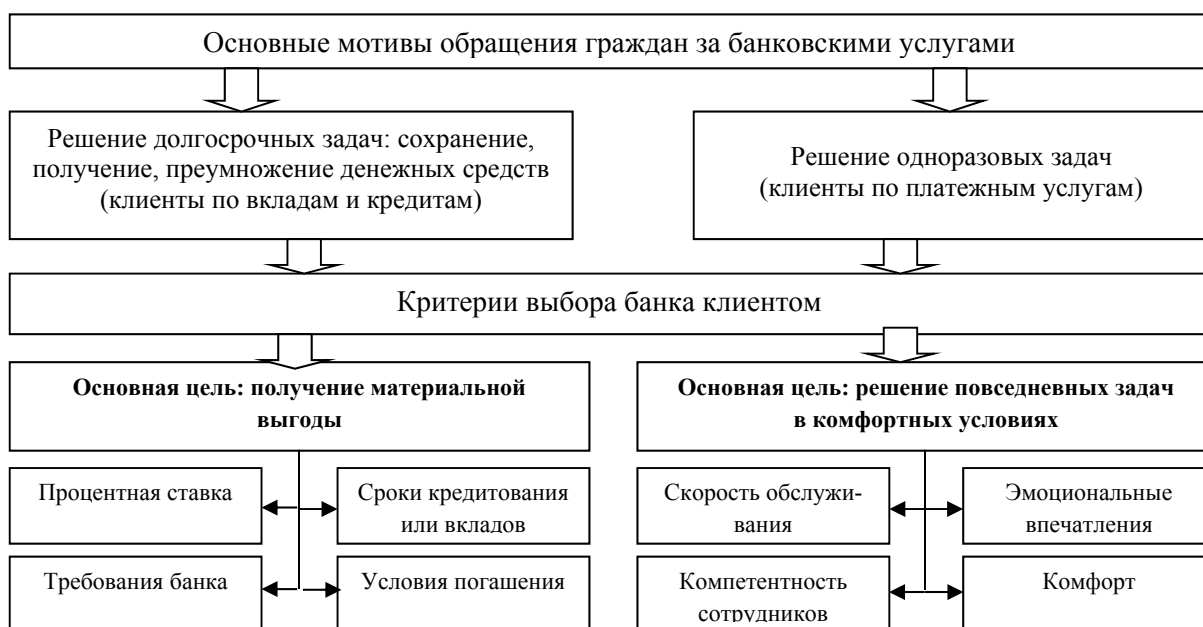 Основные мотивы обращения граждан за банковскими услугами
Решение долгосрочных задач: сохранение,
получение, преумножение денежных средств
(клиенты по вкладам и кредитам)
Решение одноразовых задач
(клиенты по платежным услугам)
Критерии выбора банка клиентом
Основная цель: получение материальной
выгоды
Основная цель: решение повседневных задач
в комфортных условиях
Процентная ставка
Сроки кредитования
или вкладов
Скорость обслужи-
вания
Эмоциональные
впечатления
Требования банка
Условия погашения
Компетентность
сотрудников
Комфорт